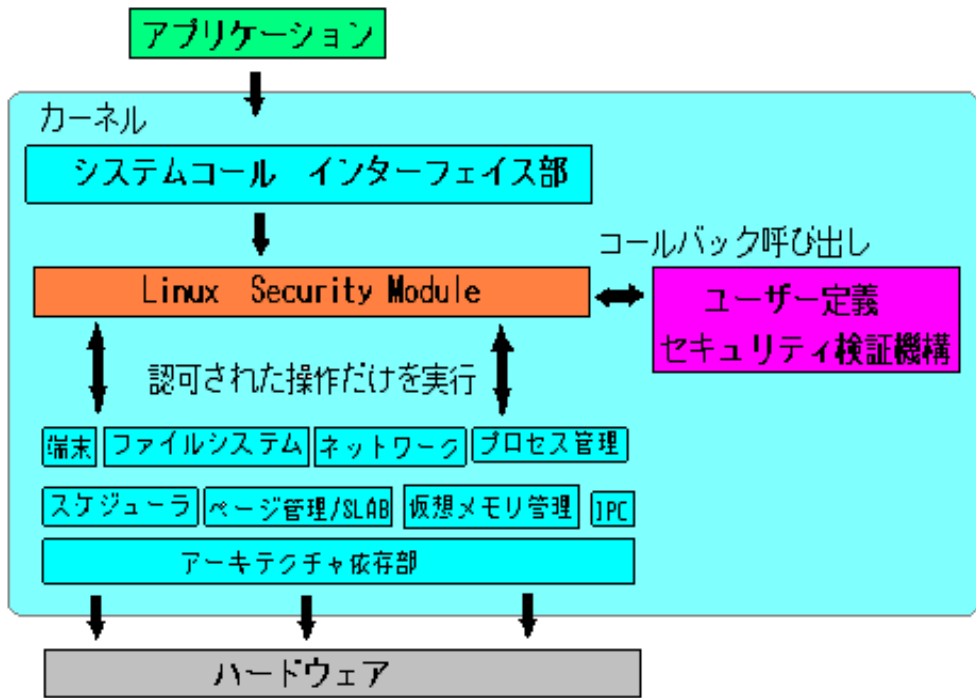 アプリケーション
カーネル
システムコール インターフェイス部
コールバック呼び出し
Linux Security Module
ユーザー定義
セキュリティ検証機構
認可された操作だけを実行
端末 ファイルシステム ネットワーク プロセス管理
スケジューラ ページ管理/SLAB 仮想メモリ管理 IPC
アーキテクチャ依存部
ハードウェア